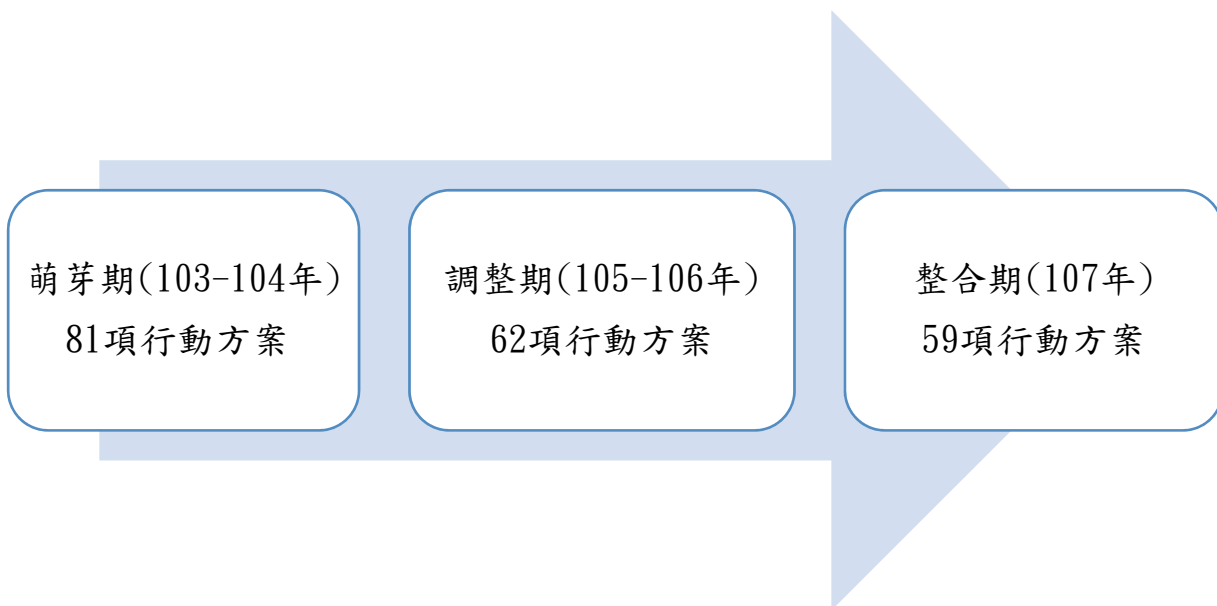 萌芽期(103-104年)
81項行動方案
調整期(105-106年)
62項行動方案
整合期(107年)
59項行動方案